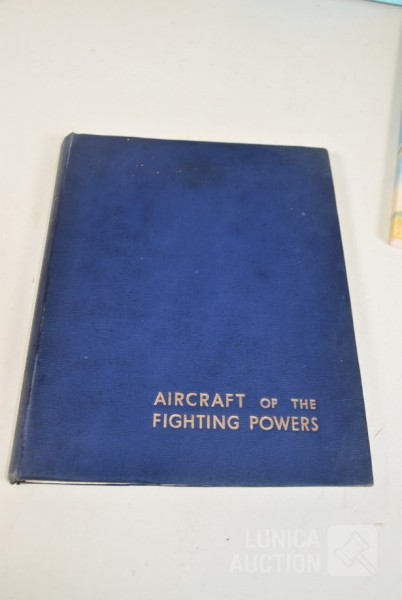 AIRCRAFT OF THE
FIGHTING POWERS
LUNICA
AUCTION